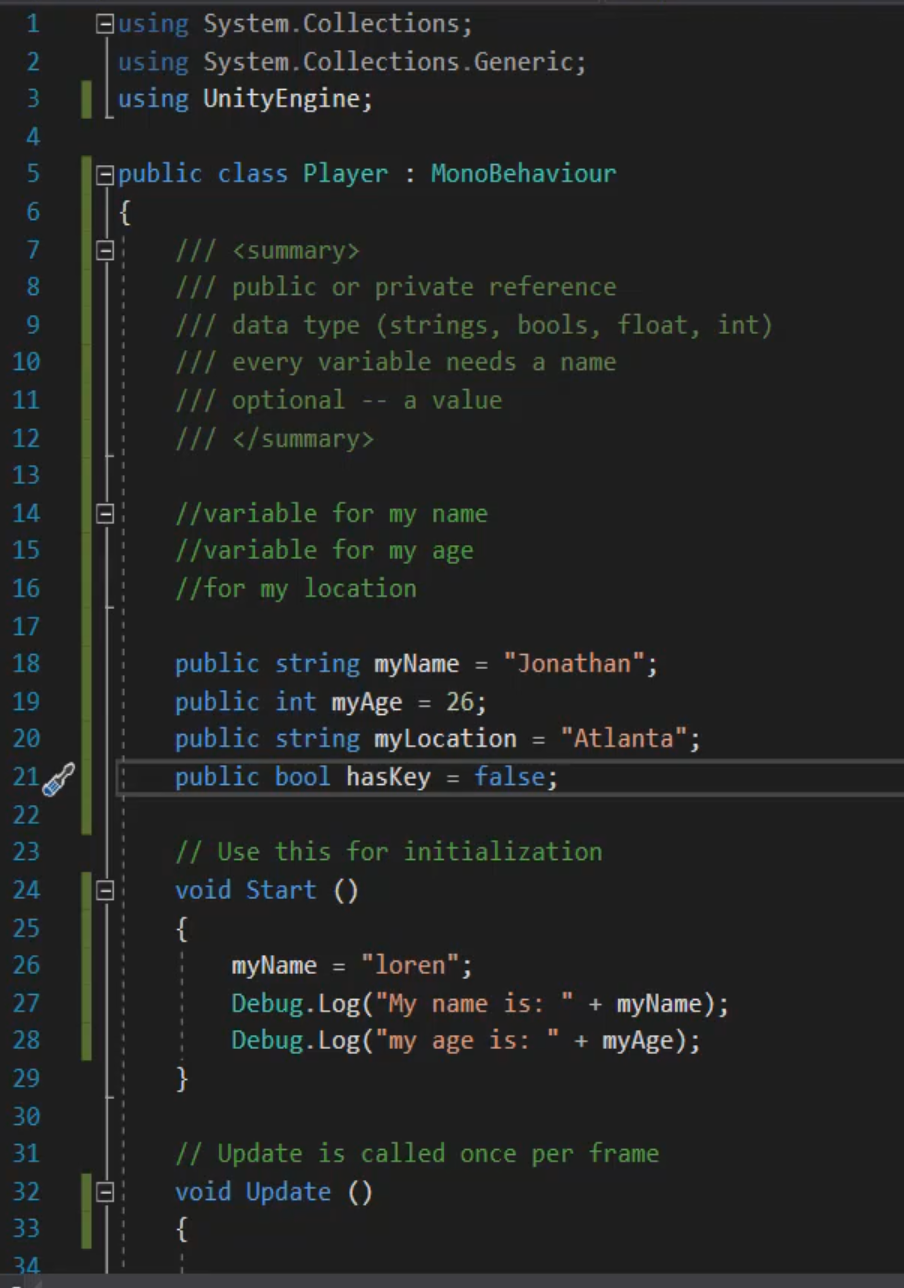 1 using System.Collections;
2 using System.Collections.Generic;
3 using UnityEngine;
4
5 public class Player : MonoBehaviour
6 {
7 /// <summary>
8 /// public or private reference
9 /// data type (strings, bools, float, int)
10 /// every variable needs a name
11 /// optional -- a value
12 /// </summary>
13
14 //variable for my name
15 //variable for my age
16 //for my location
17
18 public string myName = "Jonathan";
19 public int myAge = 26;
20 public string myLocation = "Atlanta";
21 public bool hasKey = false;
22
23 // Use this for initialization
24 void Start ()
25 {
26 myName = "loren";
27 Debug.Log("My name is: " + myName);
28 Debug.Log("my age is: " + myAge);
29 }
30
31 // Update is called once per frame
32 void Update ()
33 {
34